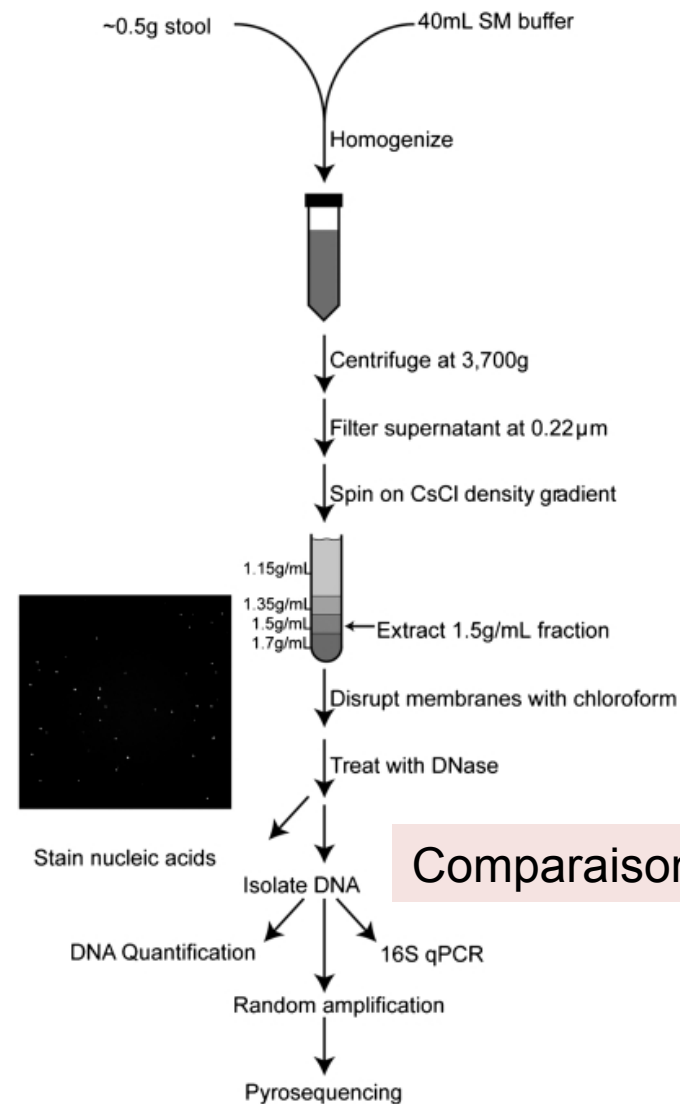 ~0.5g stool
40mL SM buffer
Homogenize
Centrifuge at 3,700g
Filter supernatant at 0.22µm
Spin on CsCl density gradient
1.15g/mL
1.35g/mL
1.5g/mL
1.7g/mL
Extract 1.5g/mL fraction
Disrupt membranes with chloroform
Treat with DNase
Stain nucleic acids
Isolate DNA
Comparaison
DNA Quantification
16S qPCR
Random amplification
Pyrosequencing